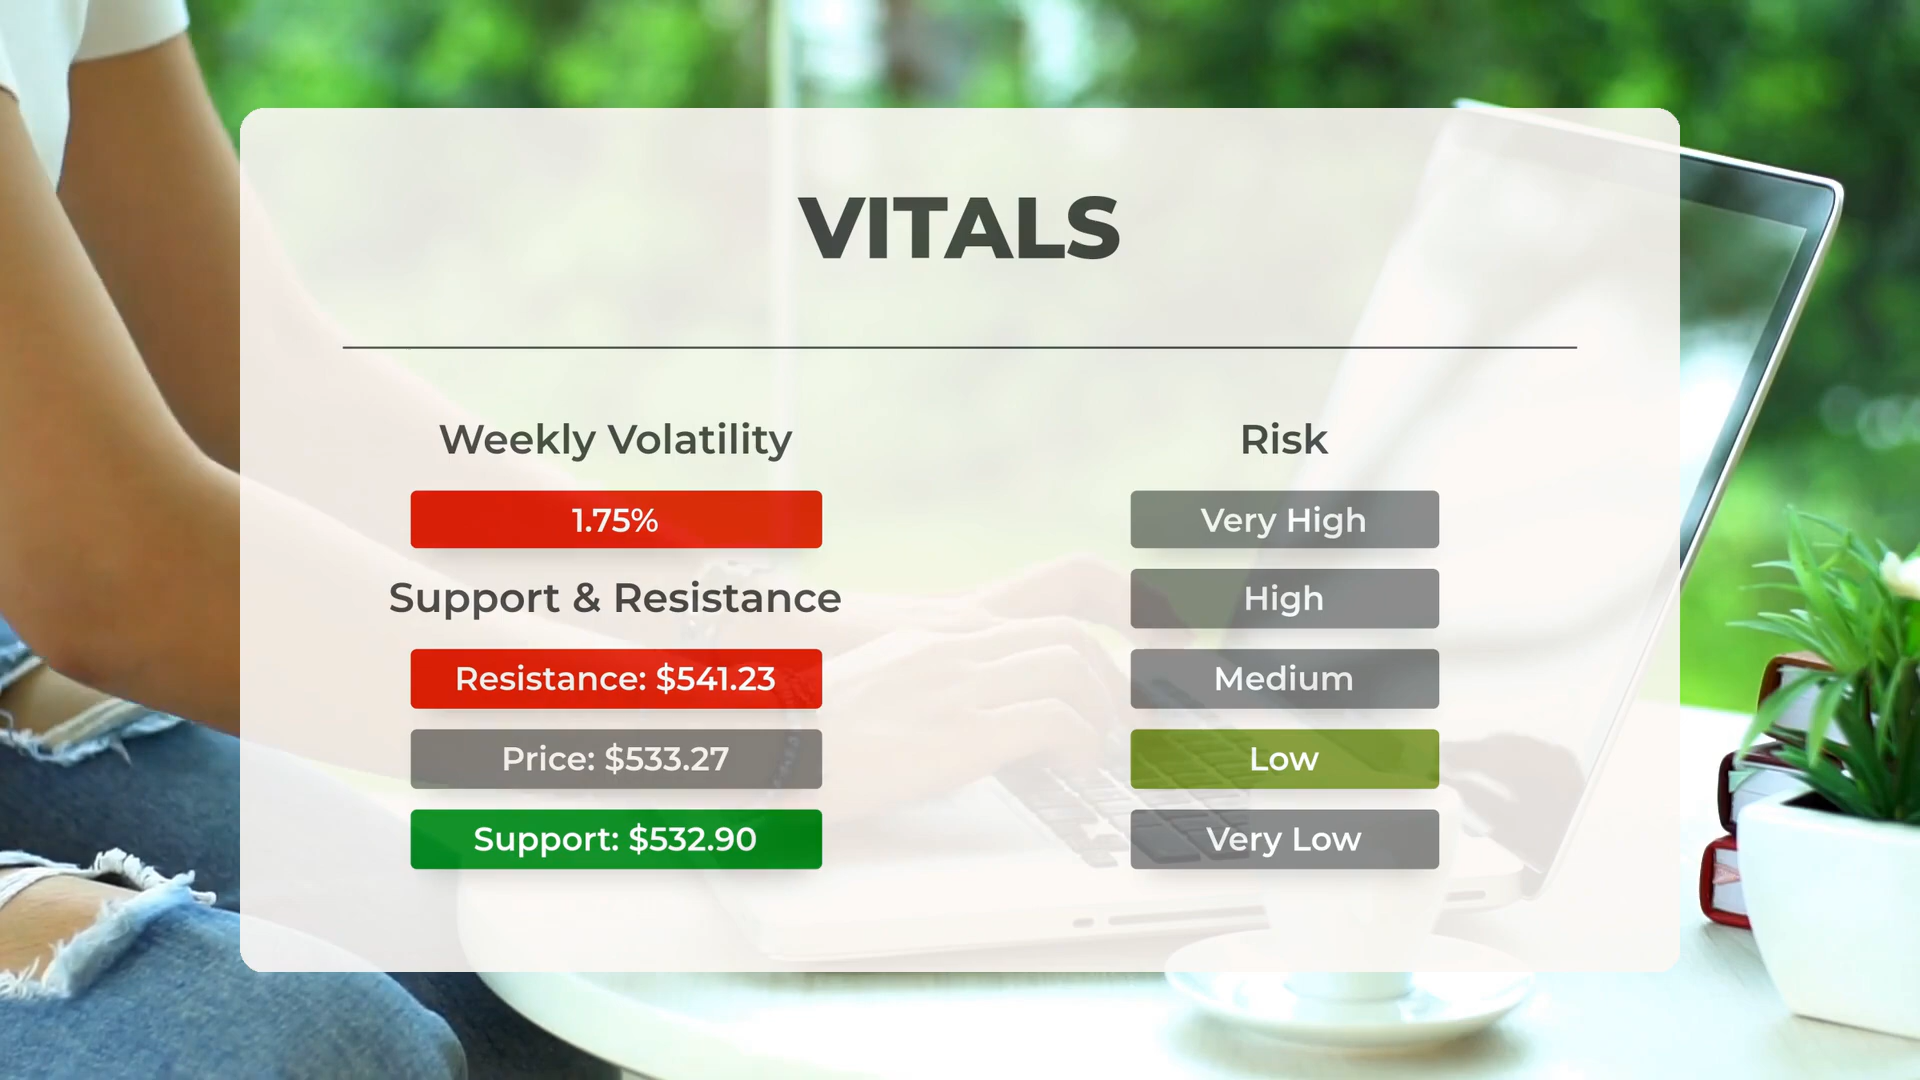 VITALS
Weekly Volatility
1.75%
Support & Resistance
Resistance: $541.23
Price: $533.27
Support: $532.90
Risk
Very High
High
Medium
Low
Very Low